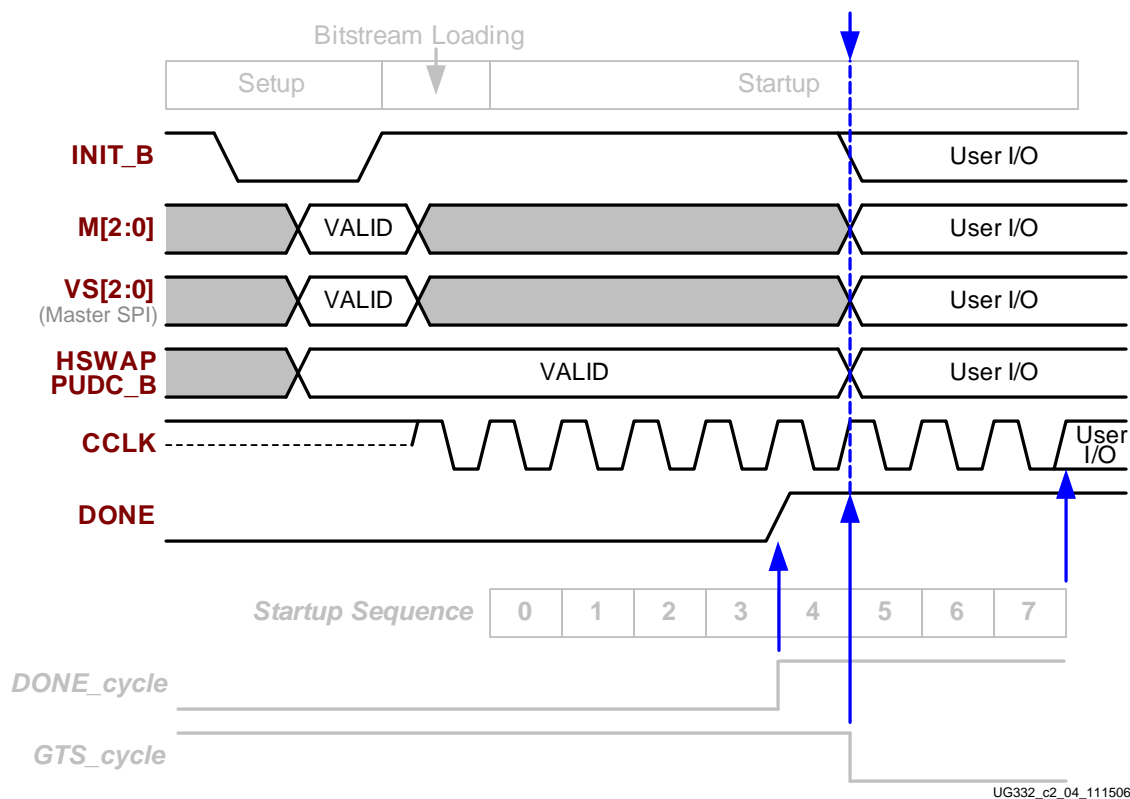 Bitstream Loading
Setup
Startup
INIT_B
User I/O
M[2:0]
VALID
User I/O
VS[2:0]
(Master SPI)
VALID
User I/O
HSWAP
PUDC_B
VALID
User I/O
CCLK
User
I/O
DONE
Startup Sequence 0 1 2 3 4 5 6 7
DONE_cycle
GTS_cycle
UG332_c2_04_111506